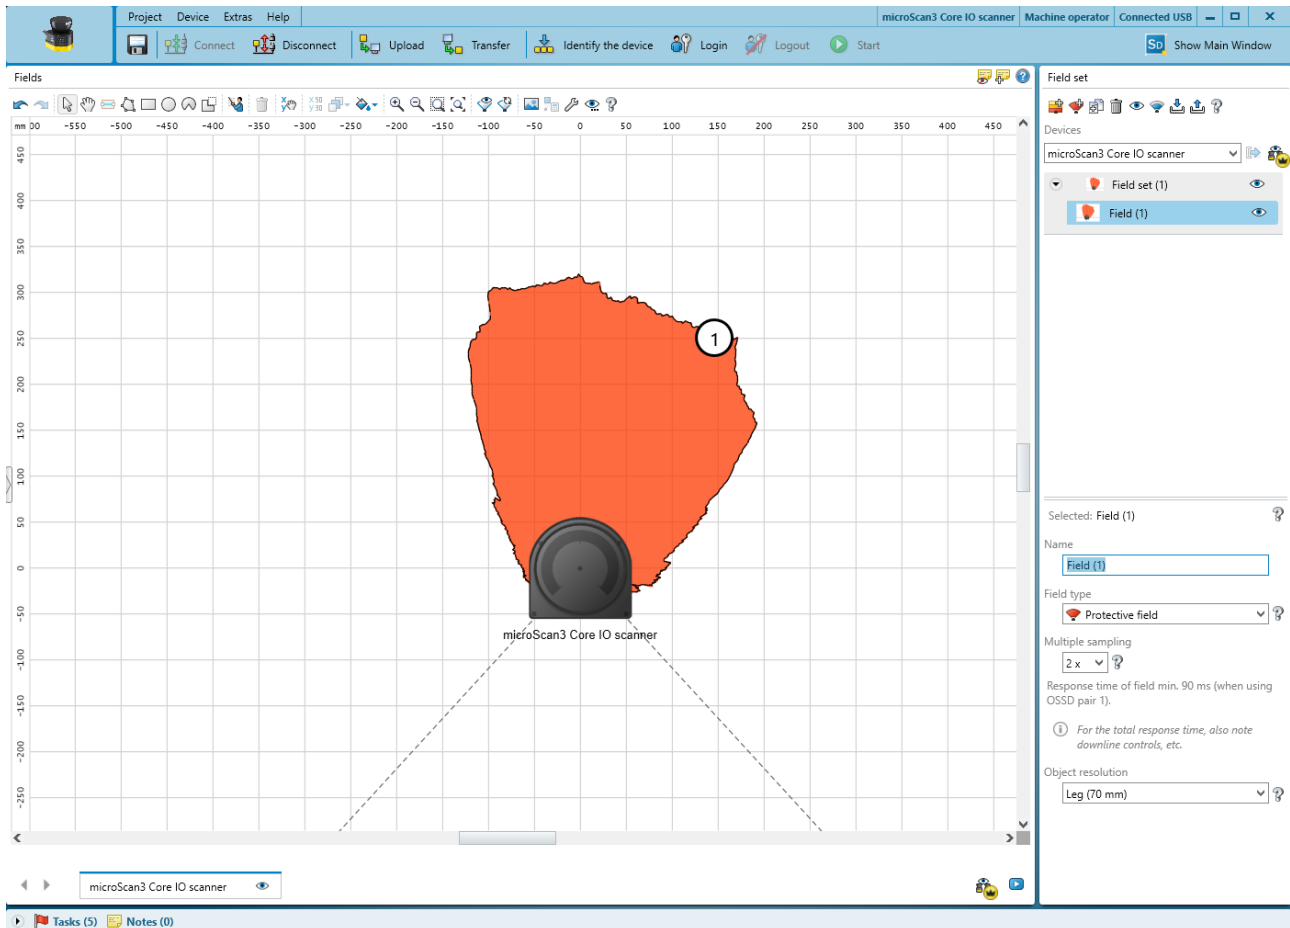 Project Device Extras Help
microScan3 Core IO scanner Machine operator Connected USB
Connect Disconnect Upload Transfer Identify the device Login Logout Start
SD Show Main Window
Fields
Field set
mm 00 -550 -500 -450 -400 -350 -300 -250 -200 -150 -100 -50 0 50 100 150 200 250 300 350 400 450
450
400
350
300
250
200
150
100
50
0
-50
-100
-150
-200
-250
1
microScan3 Core IO scanner
Devices
microScan3 Core IO scanner
Field set (1)
Field (1)
Selected: Field (1)
Name
Field (1)
Field type
Protective field
Multiple sampling
2 x
Response time of field min. 90 ms (when using
OSSD pair 1).
For the total response time, also note
downline controls, etc.
Object resolution
Leg (70 mm)
microScan3 Core IO scanner
Tasks (5) Notes (0)